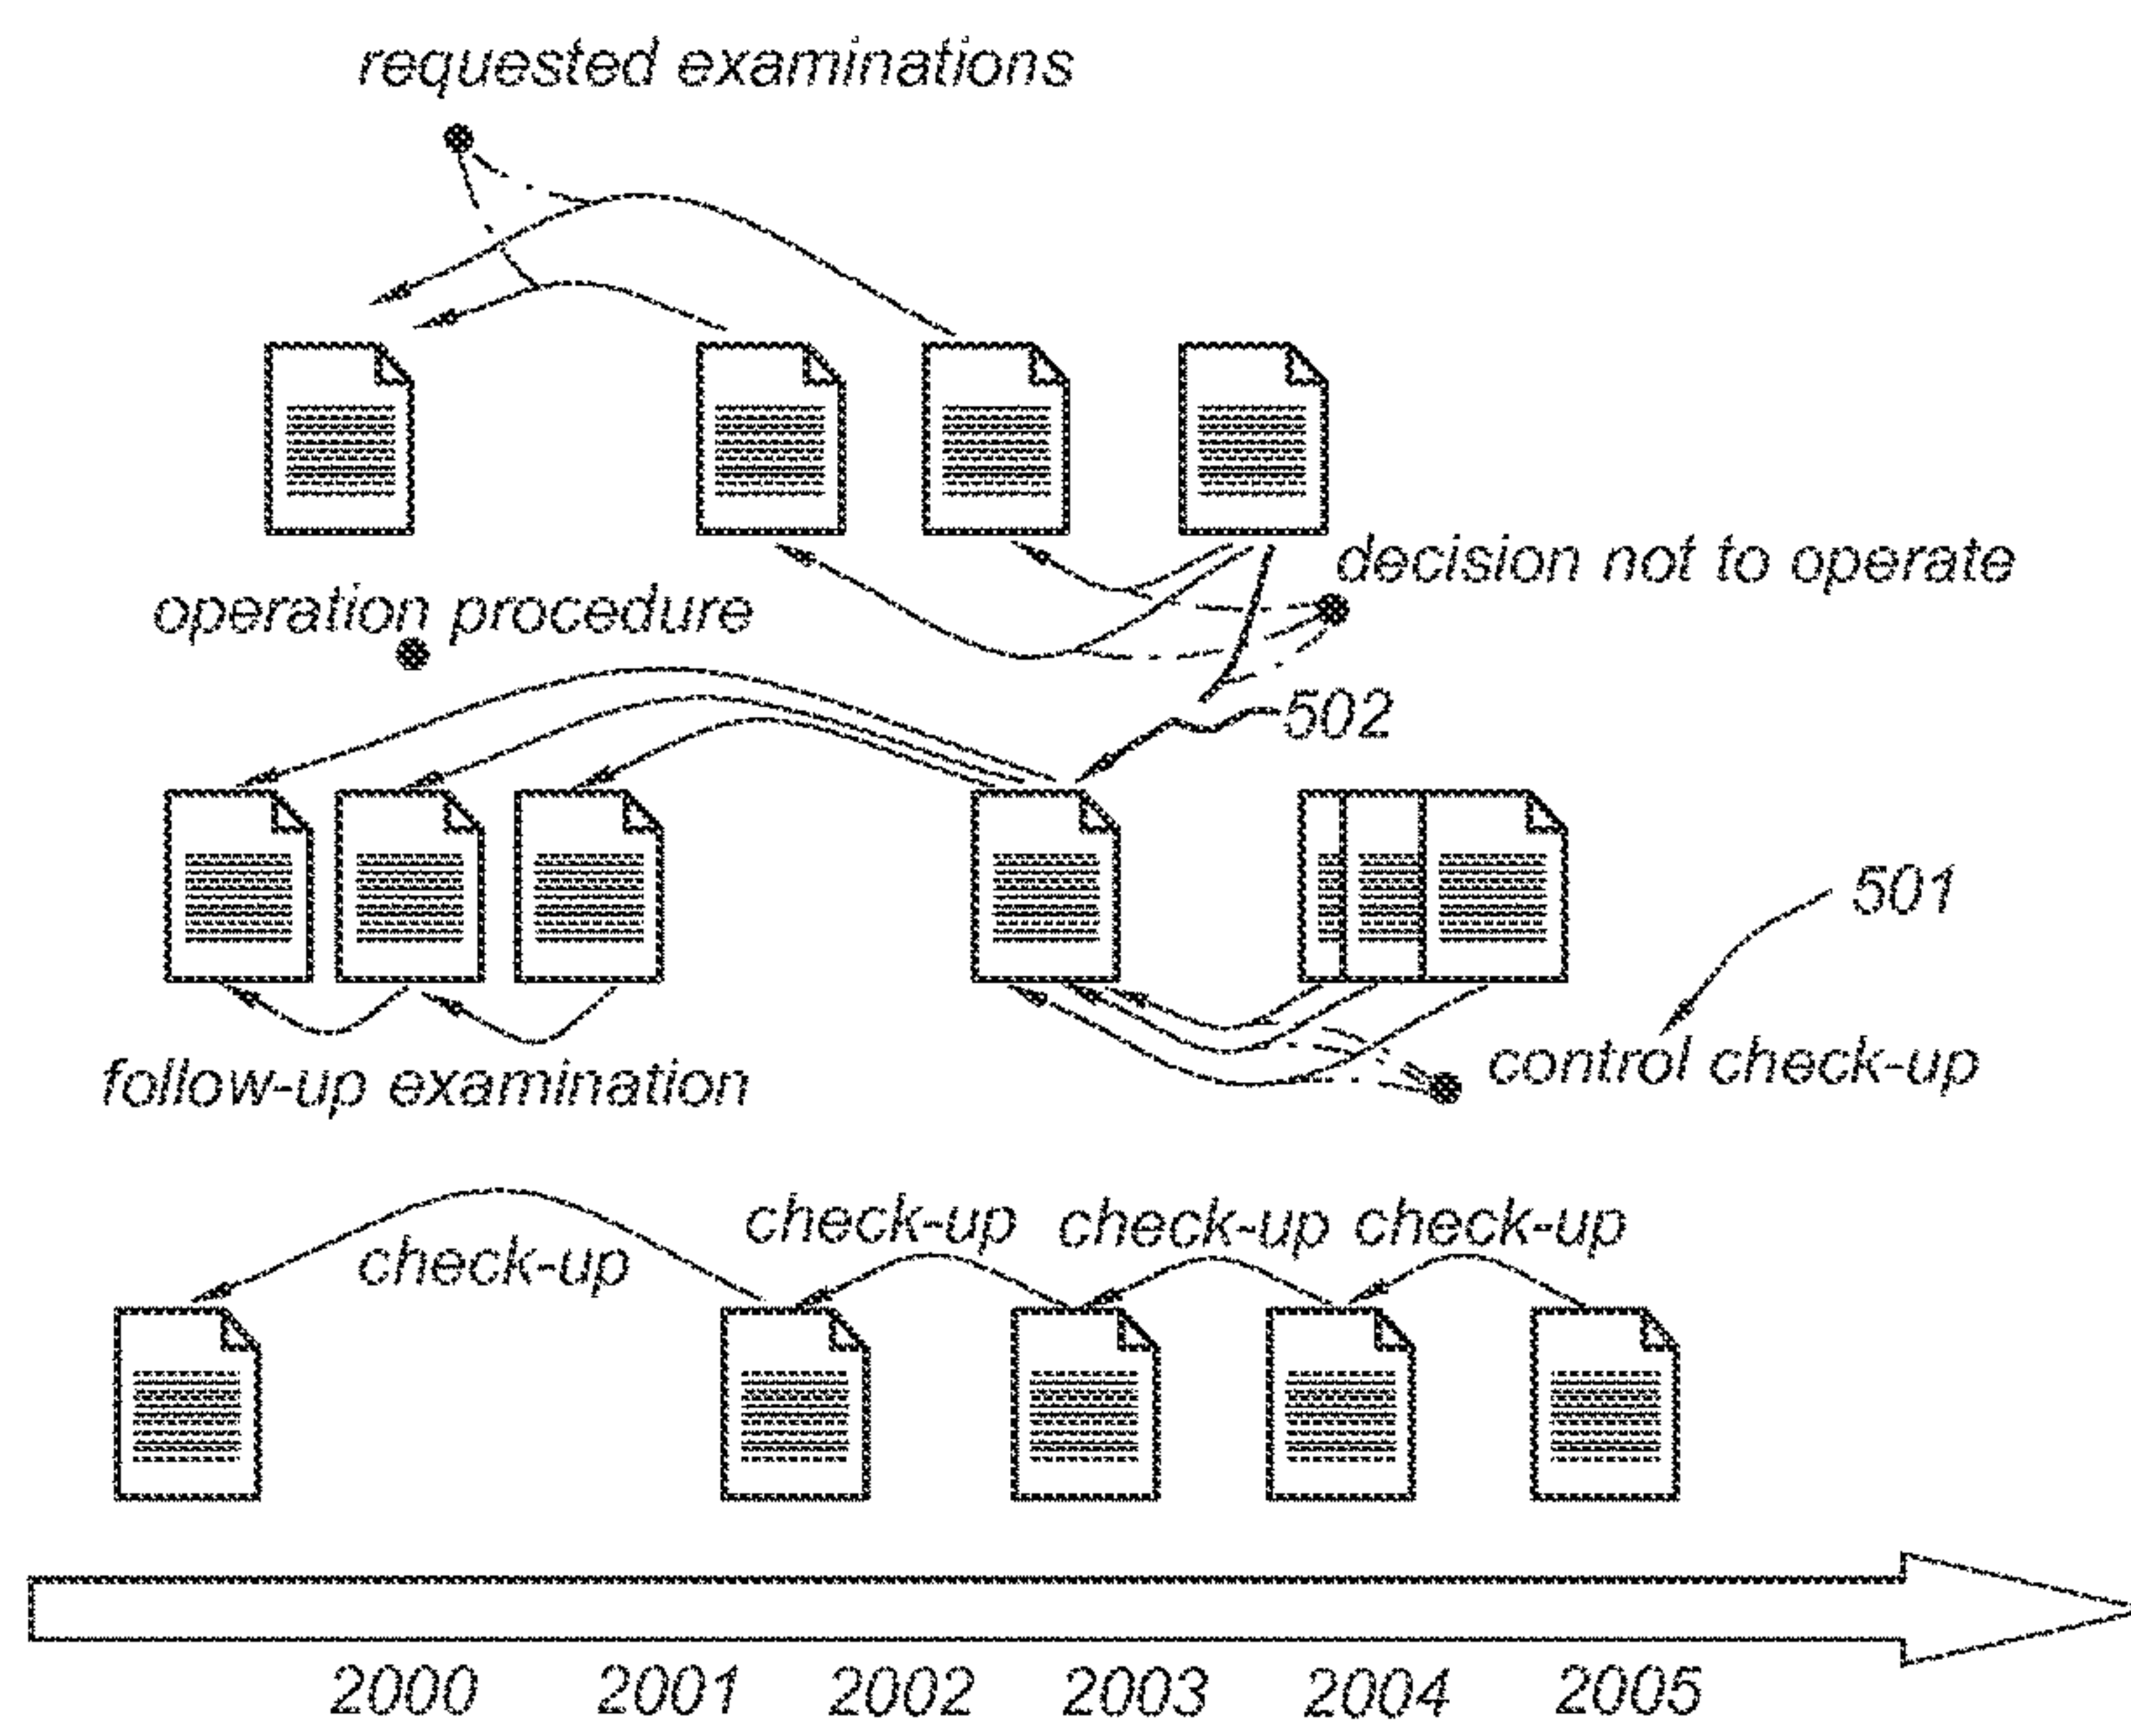 requested examinations
decision not to operate
operation procedure
502
501
control check-up
follow-up examination
check-up check-up check-up
check-up
2000 2001 2002 2003 2004 2005